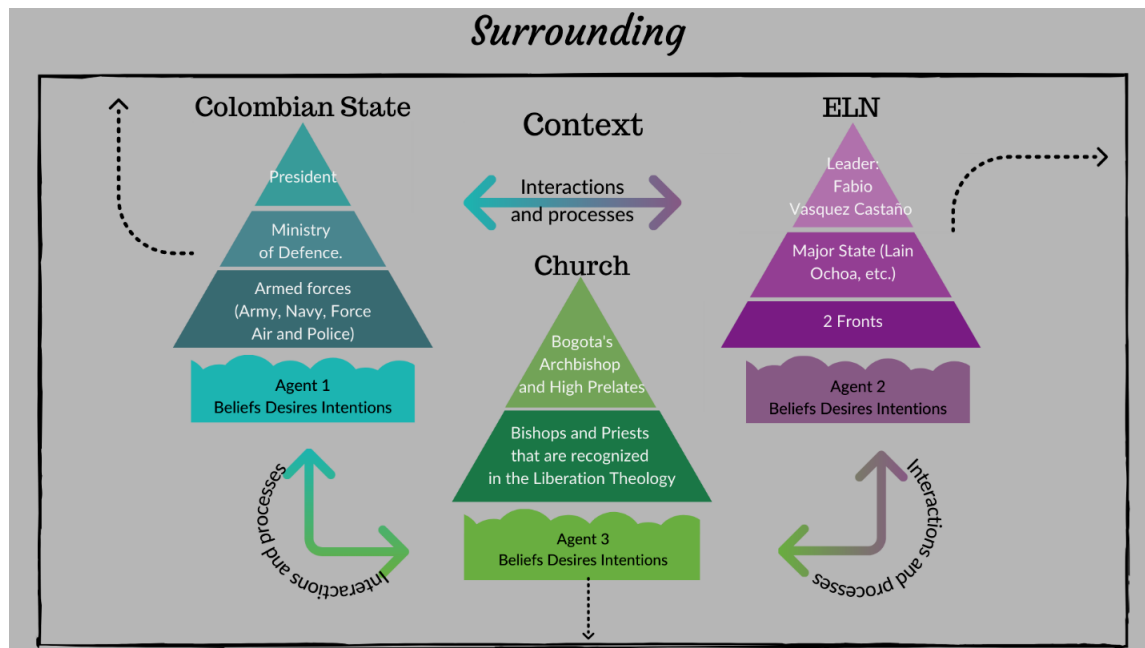 Surrounding
Colombian State
President
Ministry
of Defence.
Armed forces
(Army, Navy, Force
Air and Police)
Agent 1
Beliefs Desires Intentions
Context
Interactions
and processes
ELN
Leader:
Fabio
Vasquez Castaño
Major State (Lain
Ochoa, etc.)
2 Fronts
Agent 2
Beliefs Desires Intentions
Church
Bogota's
Archbishop
and High Prelates
Bishops and Priests
that are recognized
in the Liberation Theology
Agent 3
Beliefs Desires Intentions
Interactions and processes
Interactions and processes